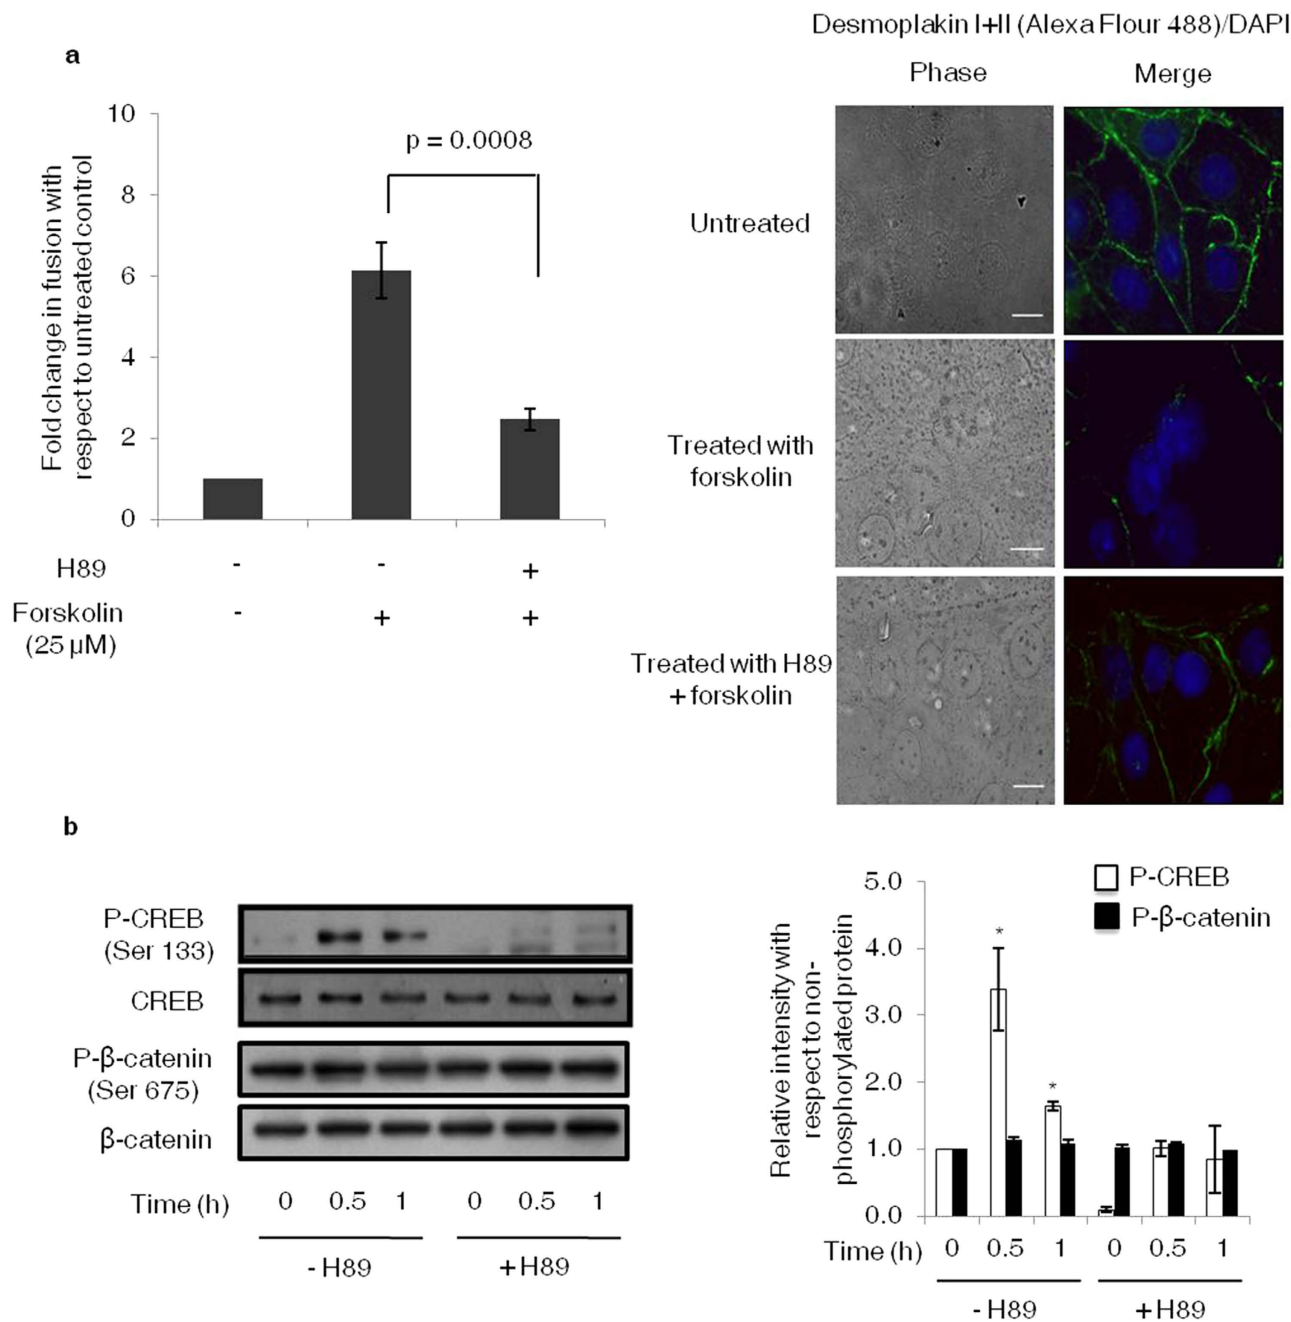 a
Desmoplakin I+II (Alexa Flour 488)/DAPI
Phase
Merge
10
8
6
4
2
0
Fold change in fusion with
respect to untreated control
p = 0.0008
H89
-
-
+
Forskolin
(25 µM)
-
+
+
Untreated
Treated with
forskolin
Treated with H89
+ forskolin
b
P-CREB
(Ser 133)
CREB
P-β-catenin
(Ser 675)
β-catenin
Time (h)
0
0.5
1
0
0.5
1
- H89
+ H89
P-CREB
P-β-catenin
Relative intensity with
respect to non-
phosphorylated protein
5.0
4.0
3.0
2.0
1.0
0.0
*
*
Time (h)
0
0.5
1
0
0.5
1
- H89
+ H89